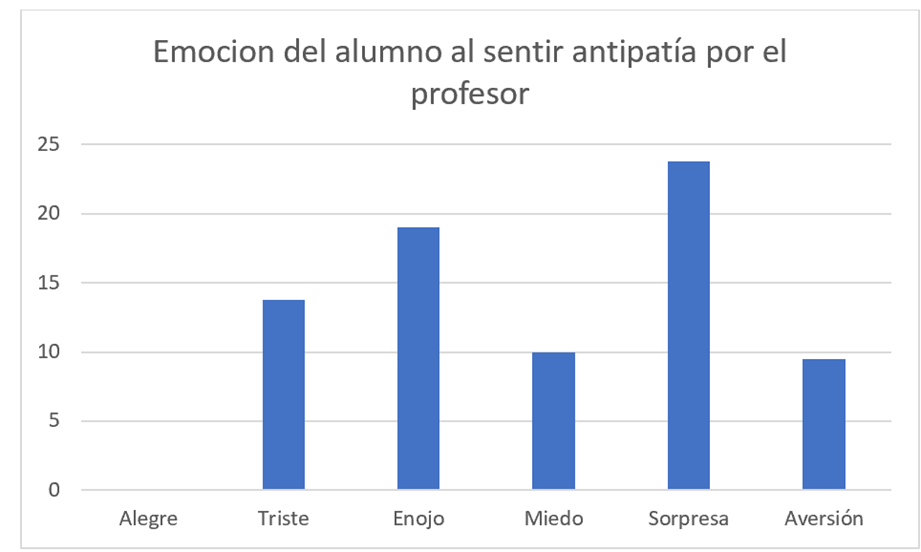 Emocion del alumno al sentir antipatía por el
profesor
25
20
15
10
5
0
Alegre Triste Enojo Miedo Sorpresa Aversión